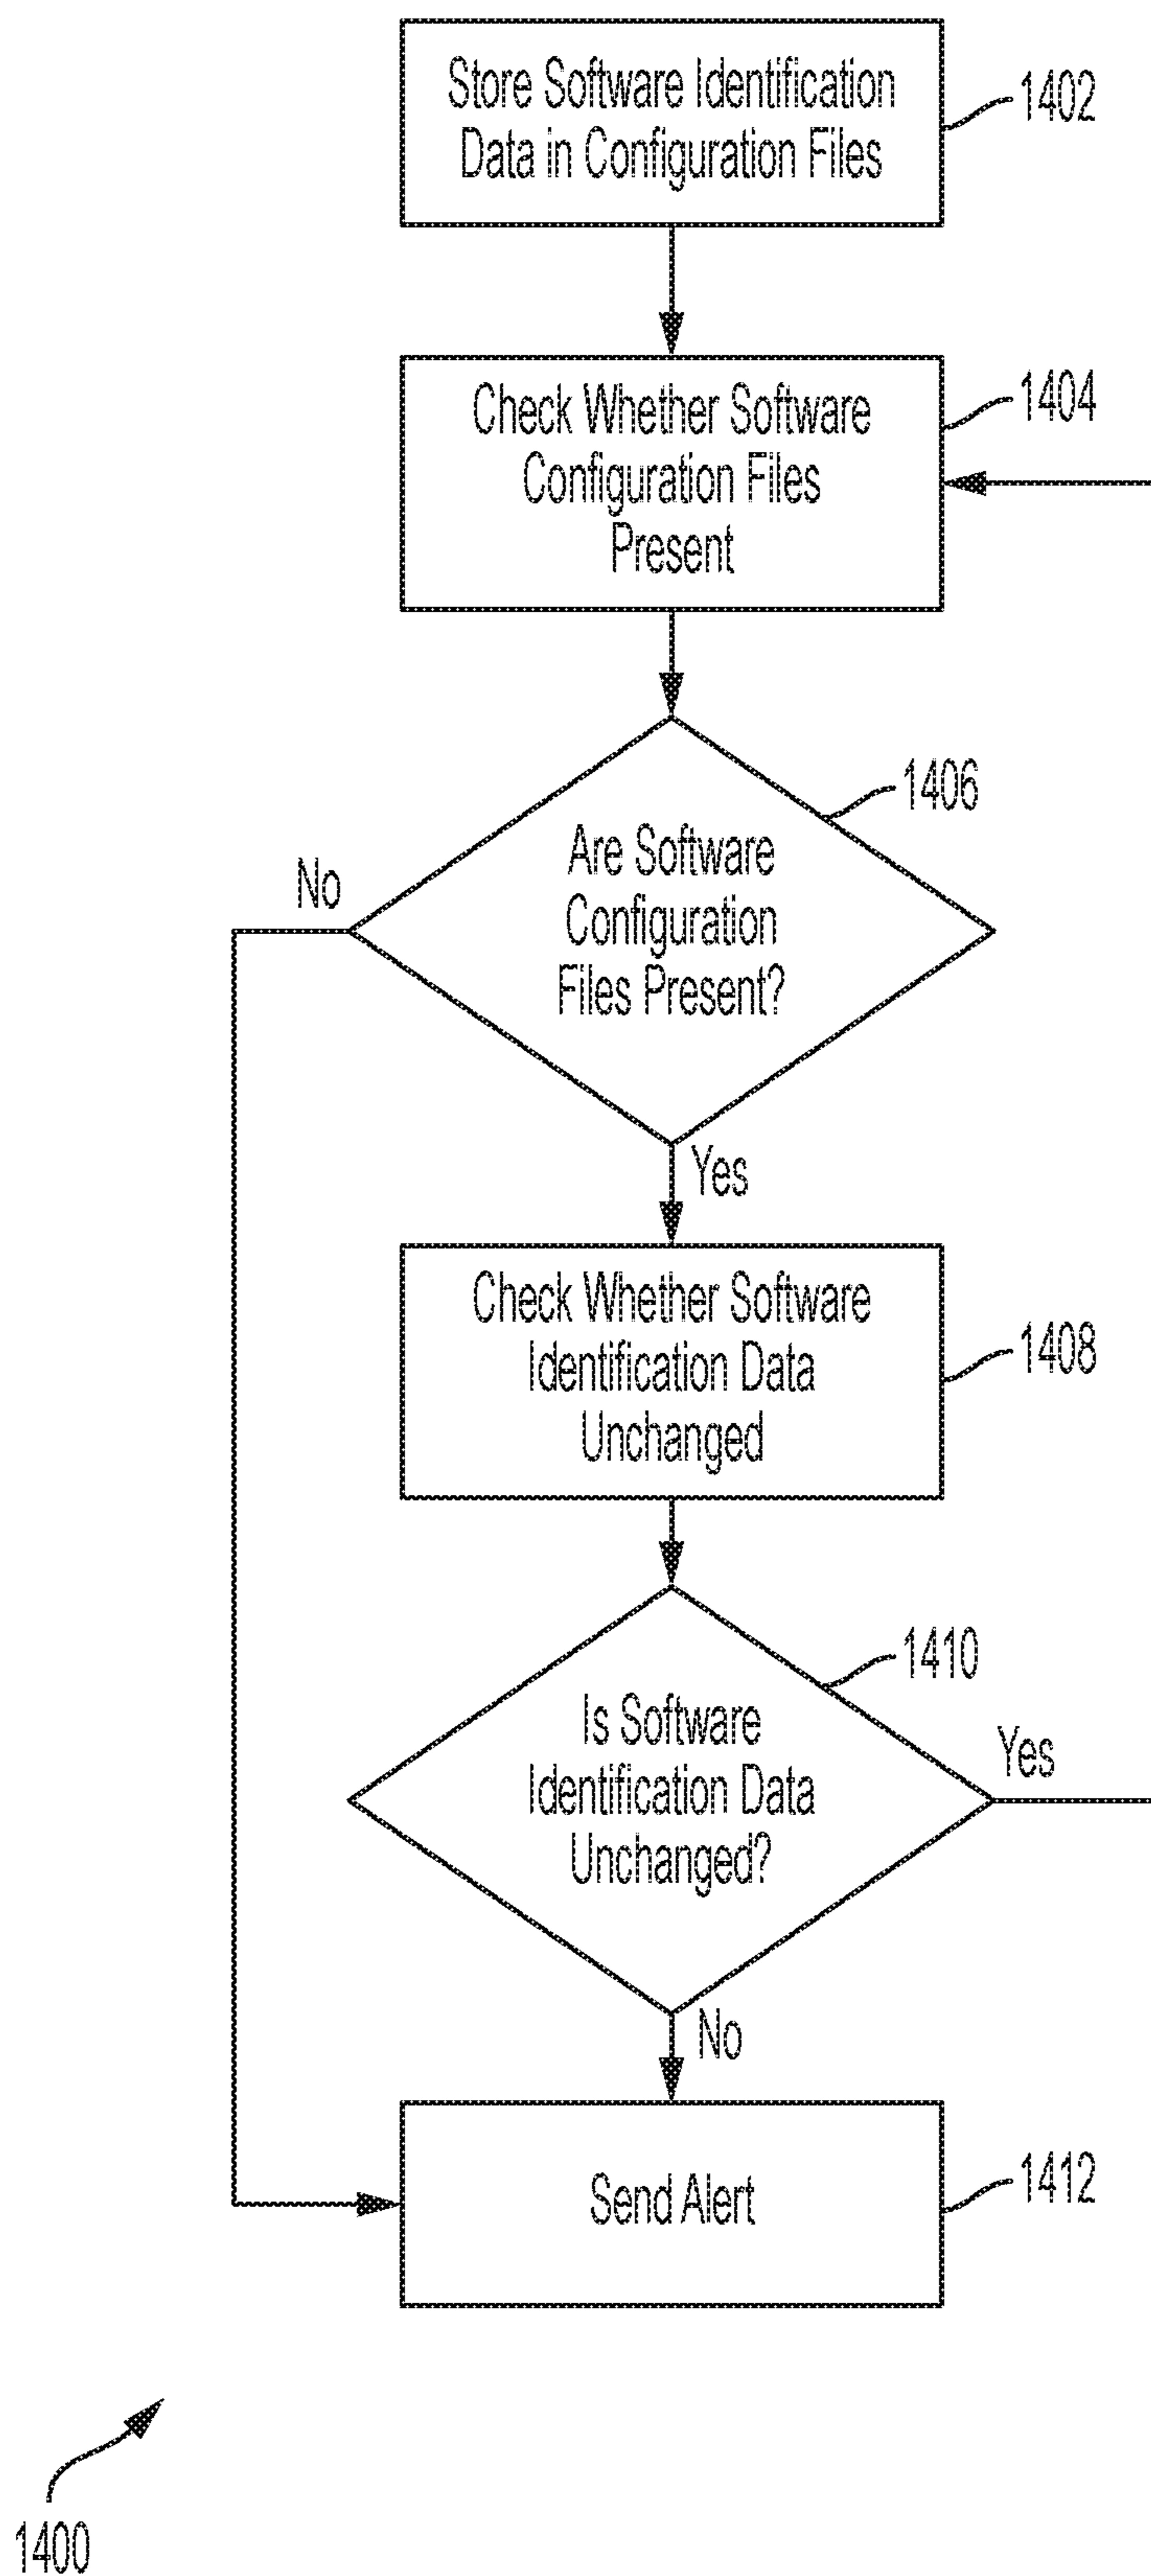 Store Software Identification
Data in Configuration Files
1402
Check Whether Software
Configuration Files
Present
1404
Are Software
Configuration
Files Present?
1406
No
Yes
Check Whether Software
Identification Data
Unchanged
1408
Is Software
Identification Data
Unchanged?
1410
Yes
No
Send Alert
1412
1400